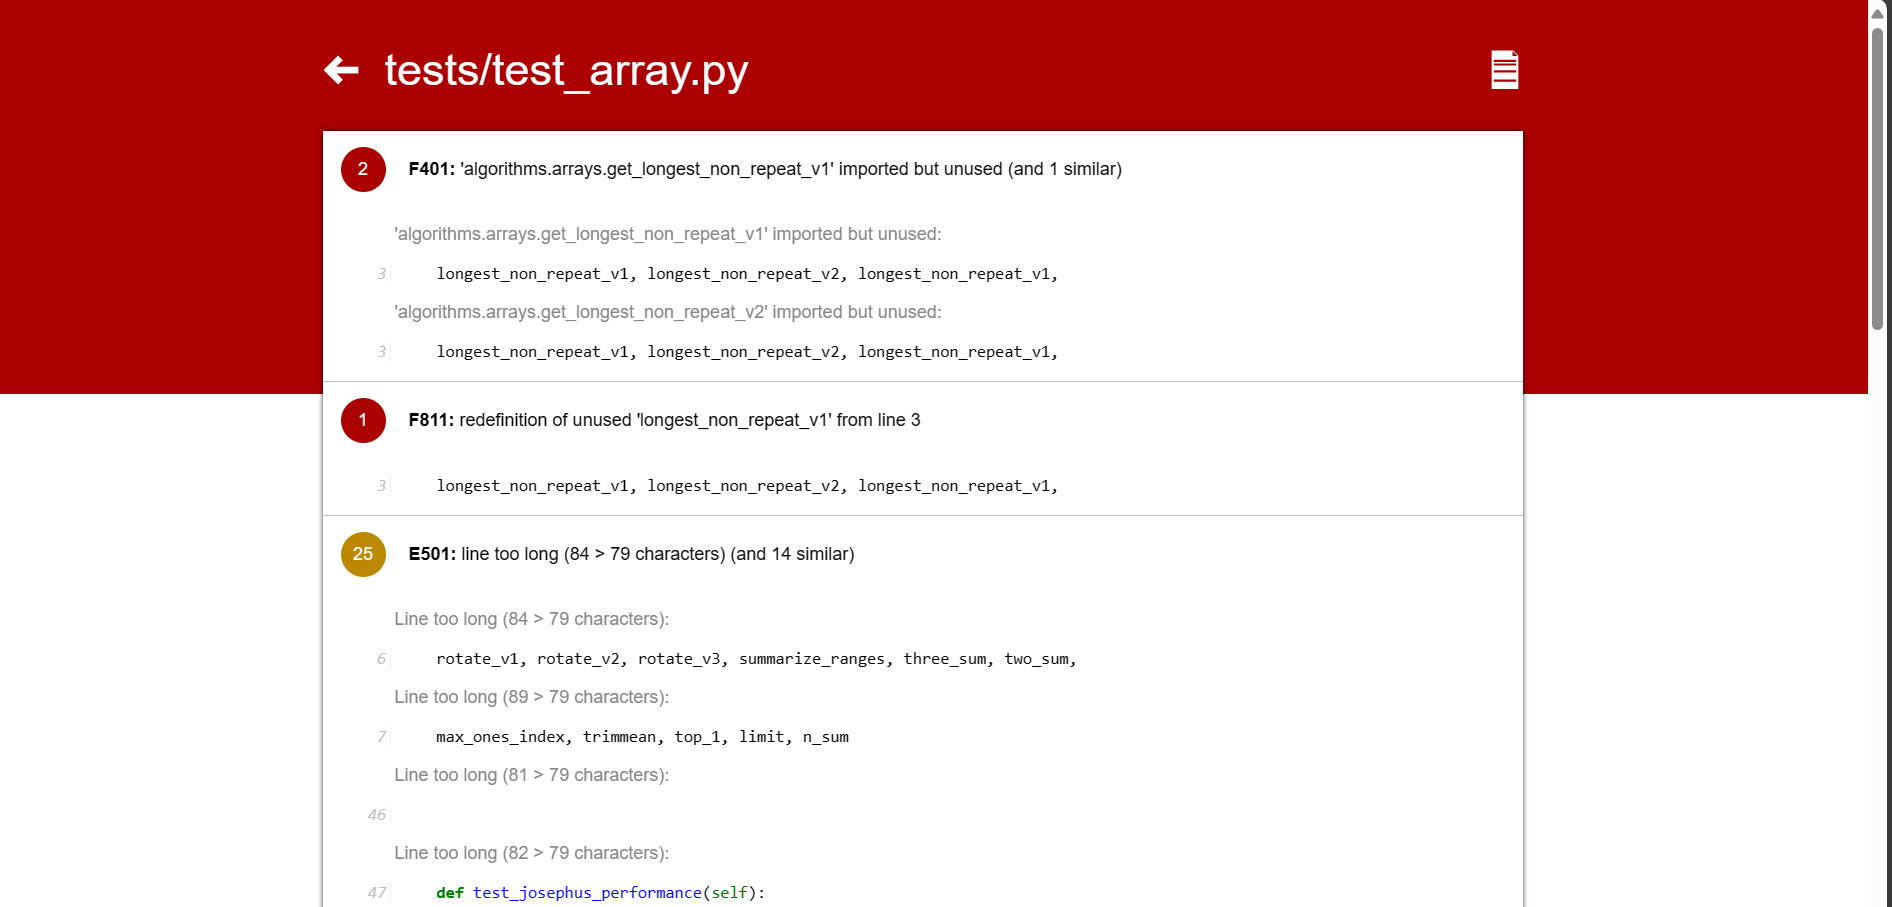 tests/test_array.py
2 F401: 'algorithms.arrays.get_longest_non_repeat_v1' imported but unused (and 1 similar)
'algorithms.arrays.get_longest_non_repeat_v1' imported but unused:
3 longest_non_repeat_v1, longest_non_repeat_v2, longest_non_repeat_v1,
'algorithms.arrays.get_longest_non_repeat_v2' imported but unused:
3 longest_non_repeat_v1, longest_non_repeat_v2, longest_non_repeat_v1,
1 F811: redefinition of unused 'longest_non_repeat_v1' from line 3
3 longest_non_repeat_v1, longest_non_repeat_v2, longest_non_repeat_v1,
25 E501: line too long (84 > 79 characters) (and 14 similar)
Line too long (84 > 79 characters):
6 rotate_v1, rotate_v2, rotate_v3, summarize_ranges, three_sum, two_sum,
Line too long (89 > 79 characters):
7 max_ones_index, trimmean, top_1, limit, n_sum
Line too long (81 > 79 characters):
46
Line too long (82 > 79 characters):
47 def test_josephus_performance(self):